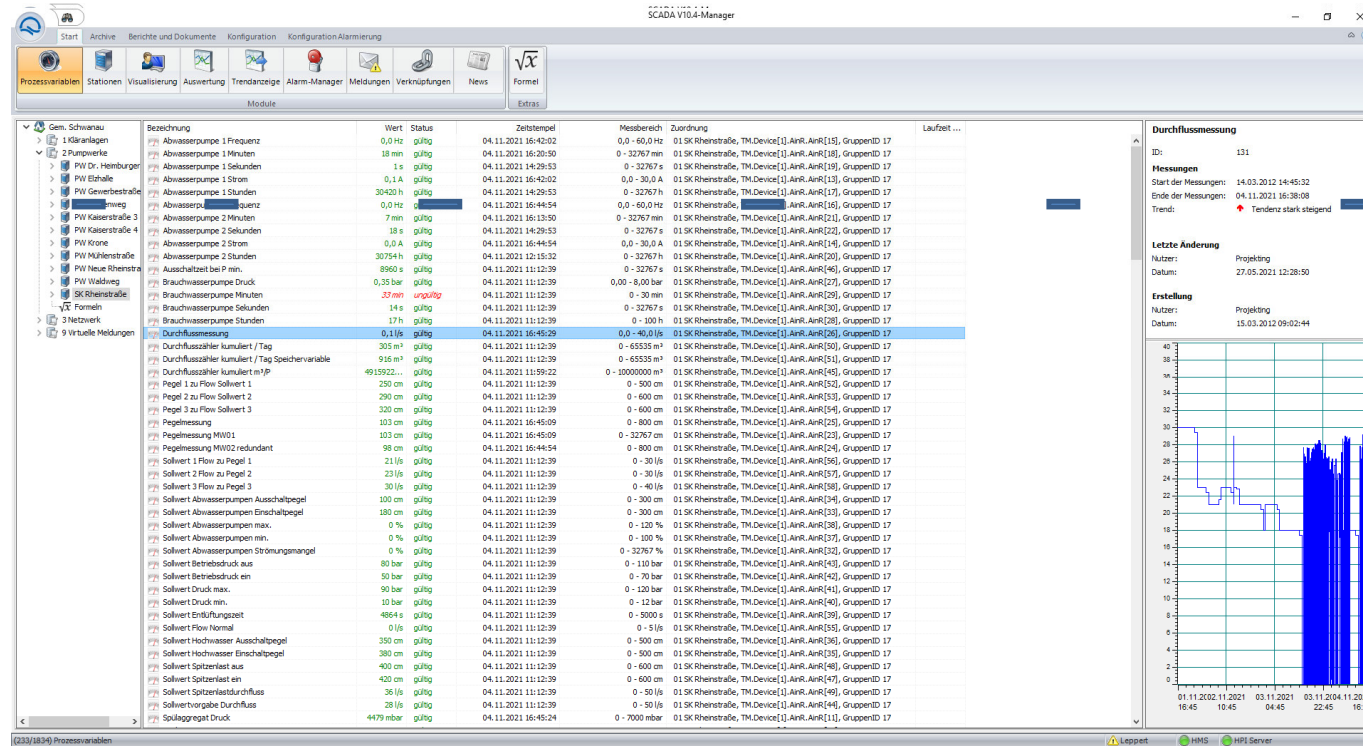 SCADA V10.4-Manager
Start Archive Berichte und Dokumente Konfiguration Konfiguration Alarmierung
Prozessvariablen Stationen Visualisierung Auswertung Trendanzeige Alarm-Manager Meldungen Verknüpfungen News Formel
Module Extras
Gem. Schwanau
1 Kläranlagen
2 Pumpwerke
PW Dr. Heimburger
PW Elzhalle
PW Gewerbestraße
enweg
PW Kaiserstraße 3
PW Kaiserstraße 4
PW Krone
PW Mühlenstraße
PW Neue Rheinstra
PW Waldweg
SK Rheinstraße
Formeln
3 Netzwerk
9 Virtuelle Meldungen
Bezeichnung Wert Status Zeitstempel Messbereich Zuordnung Laufzeit ...
Abwasserpumpe 1 Frequenz 0,0 Hz gültig 04.11.2021 16:42:02 0,0 - 60,0 Hz 01 SK Rheinstraße, TM.Device[1].AinR.AinR[15], GruppenID 17
Abwasserpumpe 1 Minuten 18 min gültig 04.11.2021 16:20:50 0 - 32767 min 01 SK Rheinstraße, TM.Device[1].AinR.AinR[18], GruppenID 17
Abwasserpumpe 1 Sekunden 1 s gültig 04.11.2021 14:29:53 0 - 32767 s 01 SK Rheinstraße, TM.Device[1].AinR.AinR[19], GruppenID 17
Abwasserpumpe 1 Strom 0,1 A gültig 04.11.2021 16:42:02 0,0 - 30,0 A 01 SK Rheinstraße, TM.Device[1].AinR.AinR[13], GruppenID 17
Abwasserpumpe 1 Stunden 30420 h gültig 04.11.2021 14:29:53 0 - 32767 h 01 SK Rheinstraße, TM.Device[1].AinR.AinR[17], GruppenID 17
Abwasserpu equenz 0,0 Hz g 04.11.2021 16:44:54 0,0 - 60,0 Hz .AinR.AinR[16], GruppenID 17
Abwasserpumpe 2 Minuten 7 min gültig 04.11.2021 16:13:50 0 - 32767 min 01 SK Rheinstraße, TM.Device[1].AinR.AinR[21], GruppenID 17
Abwasserpumpe 2 Sekunden 18 s gültig 04.11.2021 14:29:53 0 - 32767 s 01 SK Rheinstraße, TM.Device[1].AinR.AinR[22], GruppenID 17
Abwasserpumpe 2 Strom 0,0 A gültig 04.11.2021 16:44:54 0,0 - 30,0 A 01 SK Rheinstraße, TM.Device[1].AinR.AinR[14], GruppenID 17
Abwasserpumpe 2 Stunden 30754 h gültig 04.11.2021 12:15:32 0 - 32767 h 01 SK Rheinstraße, TM.Device[1].AinR.AinR[20], GruppenID 17
Ausschaltzeit bei P min. 8960 s gültig 04.11.2021 11:12:39 0 - 32767 s 01 SK Rheinstraße, TM.Device[1].AinR.AinR[46], GruppenID 17
Brauchwasserpumpe Druck 0,35 bar gültig 04.11.2021 11:12:39 0,00 - 8,00 bar 01 SK Rheinstraße, TM.Device[1].AinR.AinR[27], GruppenID 17
Brauchwasserpumpe Minuten 33 min ungültig 04.11.2021 11:12:39 0 - 30 min 01 SK Rheinstraße, TM.Device[1].AinR.AinR[29], GruppenID 17
Brauchwasserpumpe Sekunden 14 s gültig 04.11.2021 11:12:39 0 - 32767 s 01 SK Rheinstraße, TM.Device[1].AinR.AinR[30], GruppenID 17
Brauchwasserpumpe Stunden 17 h gültig 04.11.2021 11:12:39 0 - 100 h 01 SK Rheinstraße, TM.Device[1].AinR.AinR[28], GruppenID 17
Durchflussmessung 0,1 l/s gültig 04.11.2021 16:45:29 0,0 - 40,0 l/s 01 SK Rheinstraße, TM.Device[1].AinR.AinR[26], GruppenID 17
Durchflusszähler kumuliert / Tag 305 m³ gültig 04.11.2021 11:12:39 0 - 65535 m³ 01 SK Rheinstraße, TM.Device[1].AinR.AinR[50], GruppenID 17
Durchflusszähler kumuliert / Tag Speichervariable 916 m³ gültig 04.11.2021 11:12:39 0 - 65535 m³ 01 SK Rheinstraße, TM.Device[1].AinR.AinR[51], GruppenID 17
Durchflusszähler kumuliert m³/P 4915922... gültig 04.11.2021 11:59:22 0 - 10000000 m³ 01 SK Rheinstraße, TM.Device[1].AinR.AinR[45], GruppenID 17
Pegel 1 zu Flow Sollwert 1 250 cm gültig 04.11.2021 11:12:39 0 - 500 cm 01 SK Rheinstraße, TM.Device[1].AinR.AinR[52], GruppenID 17
Pegel 2 zu Flow Sollwert 2 290 cm gültig 04.11.2021 11:12:39 0 - 600 cm 01 SK Rheinstraße, TM.Device[1].AinR.AinR[53], GruppenID 17
Pegel 3 zu Flow Sollwert 3 320 cm gültig 04.11.2021 11:12:39 0 - 600 cm 01 SK Rheinstraße, TM.Device[1].AinR.AinR[54], GruppenID 17
Pegelmessung 103 cm gültig 04.11.2021 16:45:09 0 - 800 cm 01 SK Rheinstraße, TM.Device[1].AinR.AinR[25], GruppenID 17
Pegelmessung MW01 103 cm gültig 04.11.2021 16:45:09 0 - 32767 cm 01 SK Rheinstraße, TM.Device[1].AinR.AinR[23], GruppenID 17
Pegelmessung MW02 redundant 98 cm gültig 04.11.2021 16:44:54 0 - 800 cm 01 SK Rheinstraße, TM.Device[1].AinR.AinR[24], GruppenID 17
Sollwert 1 Flow zu Pegel 1 21 l/s gültig 04.11.2021 11:12:39 0 - 30 l/s 01 SK Rheinstraße, TM.Device[1].AinR.AinR[56], GruppenID 17
Sollwert 2 Flow zu Pegel 2 23 l/s gültig 04.11.2021 11:12:39 0 - 30 l/s 01 SK Rheinstraße, TM.Device[1].AinR.AinR[57], GruppenID 17
Sollwert 3 Flow zu Pegel 3 30 l/s gültig 04.11.2021 11:12:39 0 - 40 l/s 01 SK Rheinstraße, TM.Device[1].AinR.AinR[58], GruppenID 17
Sollwert Abwasserpumpen Ausschaltpegel 100 cm gültig 04.11.2021 11:12:39 0 - 300 cm 01 SK Rheinstraße, TM.Device[1].AinR.AinR[34], GruppenID 17
Sollwert Abwasserpumpen Einschaltpegel 180 cm gültig 04.11.2021 11:12:39 0 - 300 cm 01 SK Rheinstraße, TM.Device[1].AinR.AinR[33], GruppenID 17
Sollwert Abwasserpumpen max. 0 % gültig 04.11.2021 11:12:39 0 - 120 % 01 SK Rheinstraße, TM.Device[1].AinR.AinR[38], GruppenID 17
Sollwert Abwasserpumpen min. 0 % gültig 04.11.2021 11:12:39 0 - 100 % 01 SK Rheinstraße, TM.Device[1].AinR.AinR[37], GruppenID 17
Sollwert Abwasserpumpen Strömungsmangel 0 % gültig 04.11.2021 11:12:39 0 - 32767 % 01 SK Rheinstraße, TM.Device[1].AinR.AinR[32], GruppenID 17
Sollwert Betriebsdruck aus 80 bar gültig 04.11.2021 11:12:39 0 - 110 bar 01 SK Rheinstraße, TM.Device[1].AinR.AinR[43], GruppenID 17
Sollwert Betriebsdruck ein 50 bar gültig 04.11.2021 11:12:39 0 - 70 bar 01 SK Rheinstraße, TM.Device[1].AinR.AinR[42], GruppenID 17
Sollwert Druck max. 90 bar gültig 04.11.2021 11:12:39 0 - 120 bar 01 SK Rheinstraße, TM.Device[1].AinR.AinR[41], GruppenID 17
Sollwert Druck min. 10 bar gültig 04.11.2021 11:12:39 0 - 12 bar 01 SK Rheinstraße, TM.Device[1].AinR.AinR[40], GruppenID 17
Sollwert Entlüftungszeit 4864 s gültig 04.11.2021 11:12:39 0 - 5000 s 01 SK Rheinstraße, TM.Device[1].AinR.AinR[39], GruppenID 17
Sollwert Flow Normal 0 l/s gültig 04.11.2021 11:12:39 0 - 5 l/s 01 SK Rheinstraße, TM.Device[1].AinR.AinR[55], GruppenID 17
Sollwert Hochwasser Ausschaltpegel 350 cm gültig 04.11.2021 11:12:39 0 - 500 cm 01 SK Rheinstraße, TM.Device[1].AinR.AinR[36], GruppenID 17
Sollwert Hochwasser Einschaltpegel 380 cm gültig 04.11.2021 11:12:39 0 - 500 cm 01 SK Rheinstraße, TM.Device[1].AinR.AinR[35], GruppenID 17
Sollwert Spitzenlast aus 400 cm gültig 04.11.2021 11:12:39 0 - 600 cm 01 SK Rheinstraße, TM.Device[1].AinR.AinR[48], GruppenID 17
Sollwert Spitzenlast ein 420 cm gültig 04.11.2021 11:12:39 0 - 600 cm 01 SK Rheinstraße, TM.Device[1].AinR.AinR[47], GruppenID 17
Sollwert Spitzenlastdurchfluss 36 l/s gültig 04.11.2021 11:12:39 0 - 50 l/s 01 SK Rheinstraße, TM.Device[1].AinR.AinR[49], GruppenID 17
Sollwertvorgabe Durchfluss 28 l/s gültig 04.11.2021 11:12:39 0 - 50 l/s 01 SK Rheinstraße, TM.Device[1].AinR.AinR[44], GruppenID 17
Spülaggregat Druck 4479 mbar gültig 04.11.2021 16:45:24 0 - 7000 mbar 01 SK Rheinstraße, TM.Device[1].AinR.AinR[11], GruppenID 17
Durchflussmessung
ID: 131
Messungen
Start der Messungen: 14.03.2012 14:45:32
Ende der Messungen: 04.11.2021 16:38:08
Trend: Tendenz stark steigend
Letzte Änderung
Nutzer: Projekting
Datum: 27.05.2021 12:28:50
Erstellung
Nutzer: Projekting
Datum: 15.03.2012 09:02:44
40
38
36
34
32
30
28
26
24
22
20
18
16
14
12
10
8
6
4
2
0
01.11.2002.11.2021 03.11.2021 03.11.2004.11.20
16:45 10:45 04:45 22:45 16:
(233/1834) Prozessvariablen Leppert HMS HPI Server